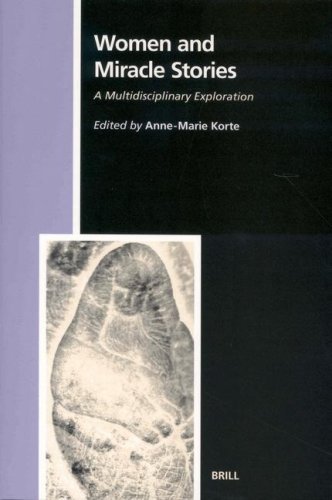 Women and
Miracle Stories
A Multidisciplinary Exploration
Edited by Anne-Marie Korte
BRILL